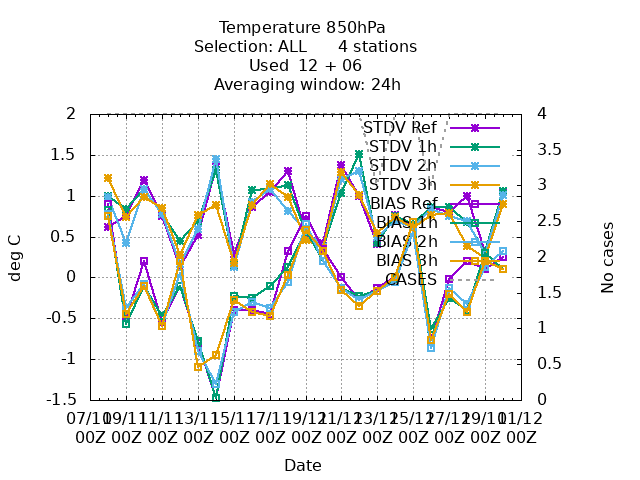 Temperature 850hPa
Selection: ALL 4 stations
Used 12 + 06
Averaging window: 24h
2
1.5
1
0.5
0
-0.5
-1
-1.5
deg C
4
3.5
3
2.5
2
1.5
1
0.5
0
No cases
STDV Ref
STDV 1h
STDV 2h
STDV 3h
BIAS Ref
BIAS 1h
BIAS 2h
BIAS 3h
CASES
07/11 09/11 11/11 13/11 15/11 17/11 19/11 21/11 23/11 25/11 27/11 29/11 01/12
00Z 00Z 00Z 00Z 00Z 00Z 00Z 00Z 00Z 00Z 00Z 00Z 00Z
Date